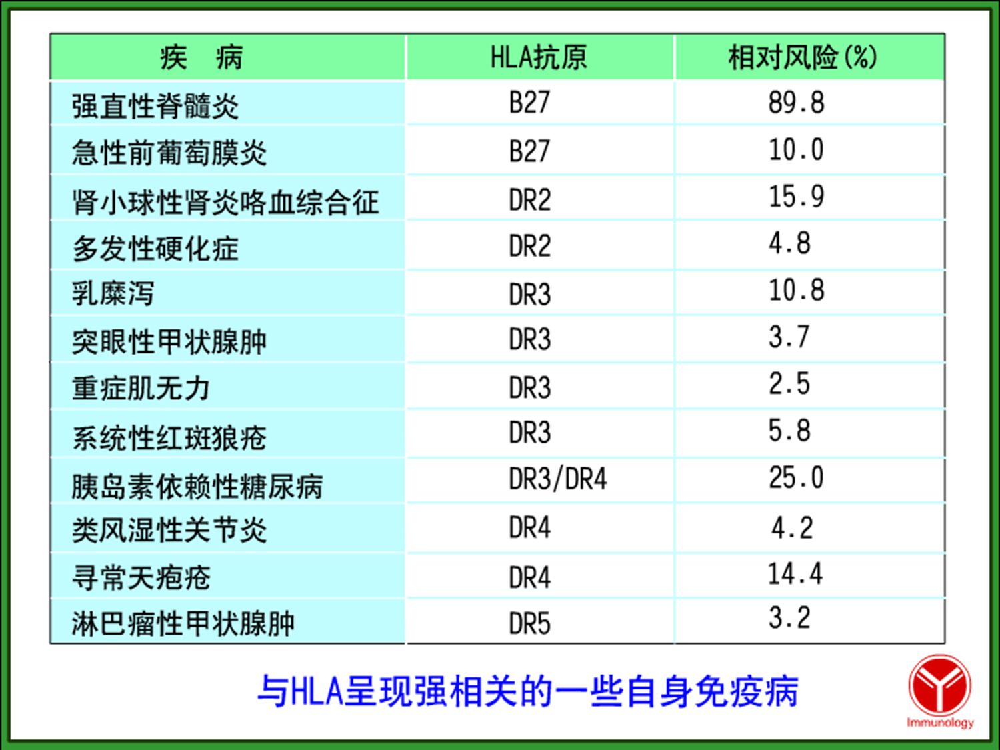 疾 病 HLA抗原 相对风险(%)
强直性脊髓炎 B27 89.8
急性前葡萄膜炎 B27 10.0
肾小球性肾炎咯血综合征 DR2 15.9
多发性硬化症 DR2 4.8
乳糜泻 DR3 10.8
突眼性甲状腺肿 DR3 3.7
重症肌无力 DR3 2.5
系统性红斑狼疮 DR3 5.8
胰岛素依赖性糖尿病 DR3/DR4 25.0
类风湿性关节炎 DR4 4.2
寻常天疱疮 DR4 14.4
淋巴瘤性甲状腺肿 DR5 3.2
与HLA呈现强相关的一些自身免疫病
Immunology